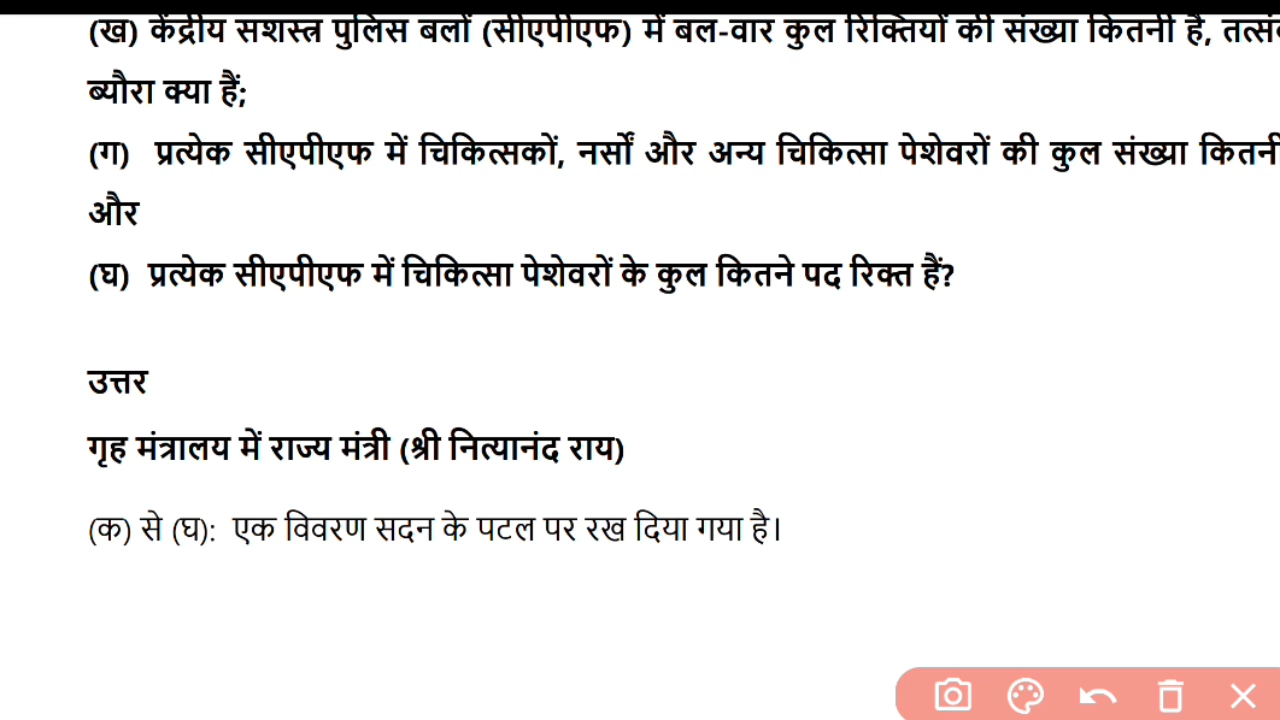 (ख) केंद्रीय सशस्त्र पुलिस बलों (सीएपीएफ) में बल-वार कुल रिक्तियों की संख्या कितनी है,
ब्यौरा क्या हैं;
(ग) प्रत्येक सीएपीएफ में चिकित्सकों, नर्सों और अन्य चिकित्सा पेशेवरों की कुल संख्या कितनी
और
(घ) प्रत्येक सीएपीएफ में चिकित्सा पेशेवरों के कुल कितने पद रिक्त हैं?
उत्तर
गृह मंत्रालय में राज्य मंत्री (श्री नित्यानंद राय)
(क) से (घ): एक विवरण सदन के पटल पर रख दिया गया है।